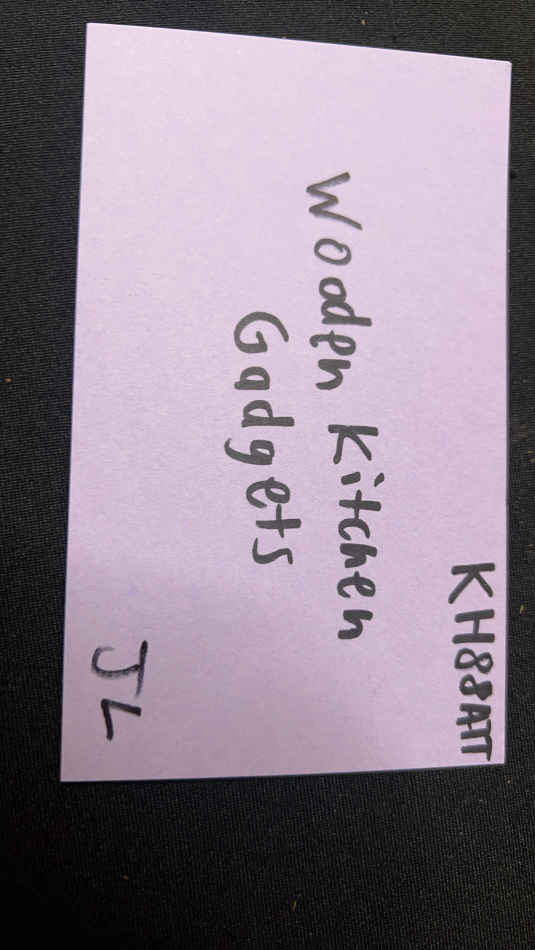 KH88ATT
Wooden Kitchen
Gadgets
JL